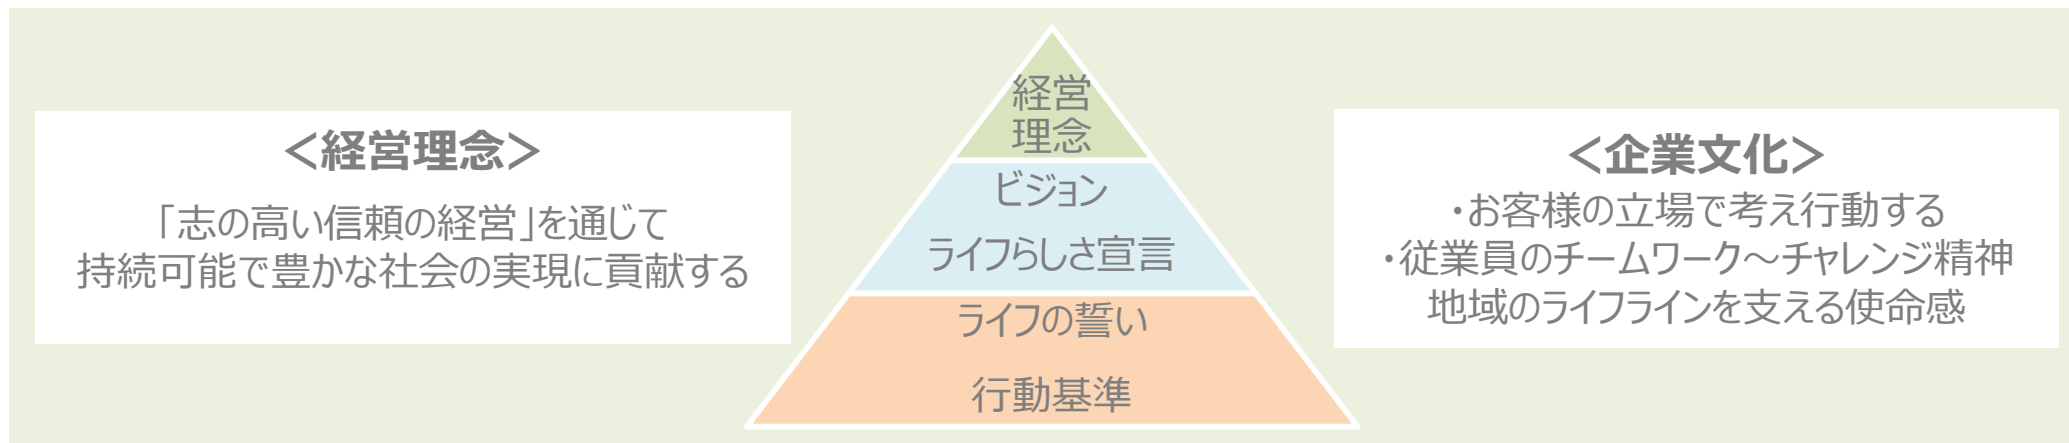 ＜経営理念＞
「志の高い信頼の経営」を通じて
持続可能で豊かな社会の実現に貢献する
経営
理念
ビジョン
ライフらしさ宣言
ライフの誓い
行動基準
＜企業文化＞
・お客様の立場で考え行動する
・従業員のチームワーク～チャレンジ精神
地域のライフラインを支える使命感